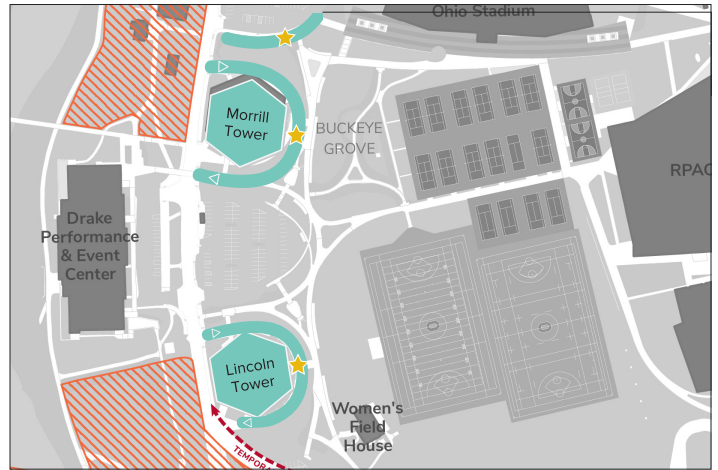 Ohio Stadium
Morrill
Tower
BUCKEYE
GROVE
RPAC
Drake
Performance
& Event
Center
Lincoln
Tower
Women's
Field
House
TEMPORA